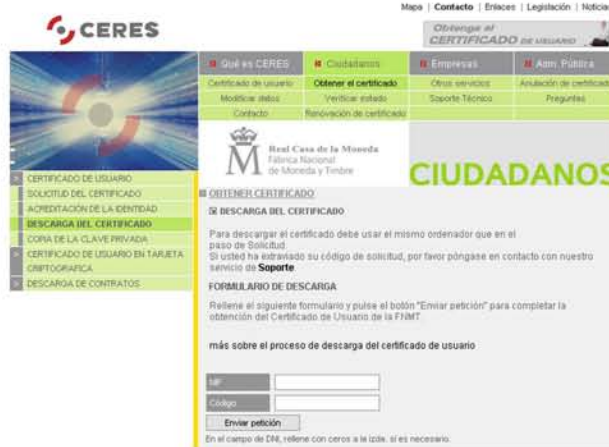 Mapa | Contacto | Enlaces | Legislación | Noticias
CERES
Obtenga el
CERTIFICADO DE USUARIO
Qué es CERES
Ciudadanos
Empresas
Adm. Pública
Certificado de usuario
Obtener el certificado
Otros servicios
Anulación de certificado
Modificar datos
Verificar estado
Soporte Técnico
Preguntas
Contacto
Renovación de certificado
Real Casa de la Moneda
Fábrica Nacional
de Moneda y Timbre
CIUDADANOS
CERTIFICADO DE USUARIO
SOLICITUD DEL CERTIFICADO
ACREDITACIÓN DE LA IDENTIDAD
DESCARGA DEL CERTIFICADO
COPIA DE LA CLAVE PRIVADA
CERTIFICADO DE USUARIO EN TARJETA
CRIPTOGRAFICA
DESCARGA DE CONTRATOS
OBTENER CERTIFICADO
DESCARGA DEL CERTIFICADO
Para descargar el certificado debe usar el mismo ordenador que en el
paso de Solicitud
Si usted ha extraviado su código de solicitud, por favor póngase en contacto con nuestro
servicio de Soporte
FORMULARIO DE DESCARGA
Rellene el siguiente formulario y pulse el botón "Enviar petición" para completar la
obtención del Certificado de Usuario de la FNMT
más sobre el proceso de descarga del certificado de usuario
NIF
Código
Enviar petición
En el campo de DNI, rellene con ceros a la izda. si es necesario.